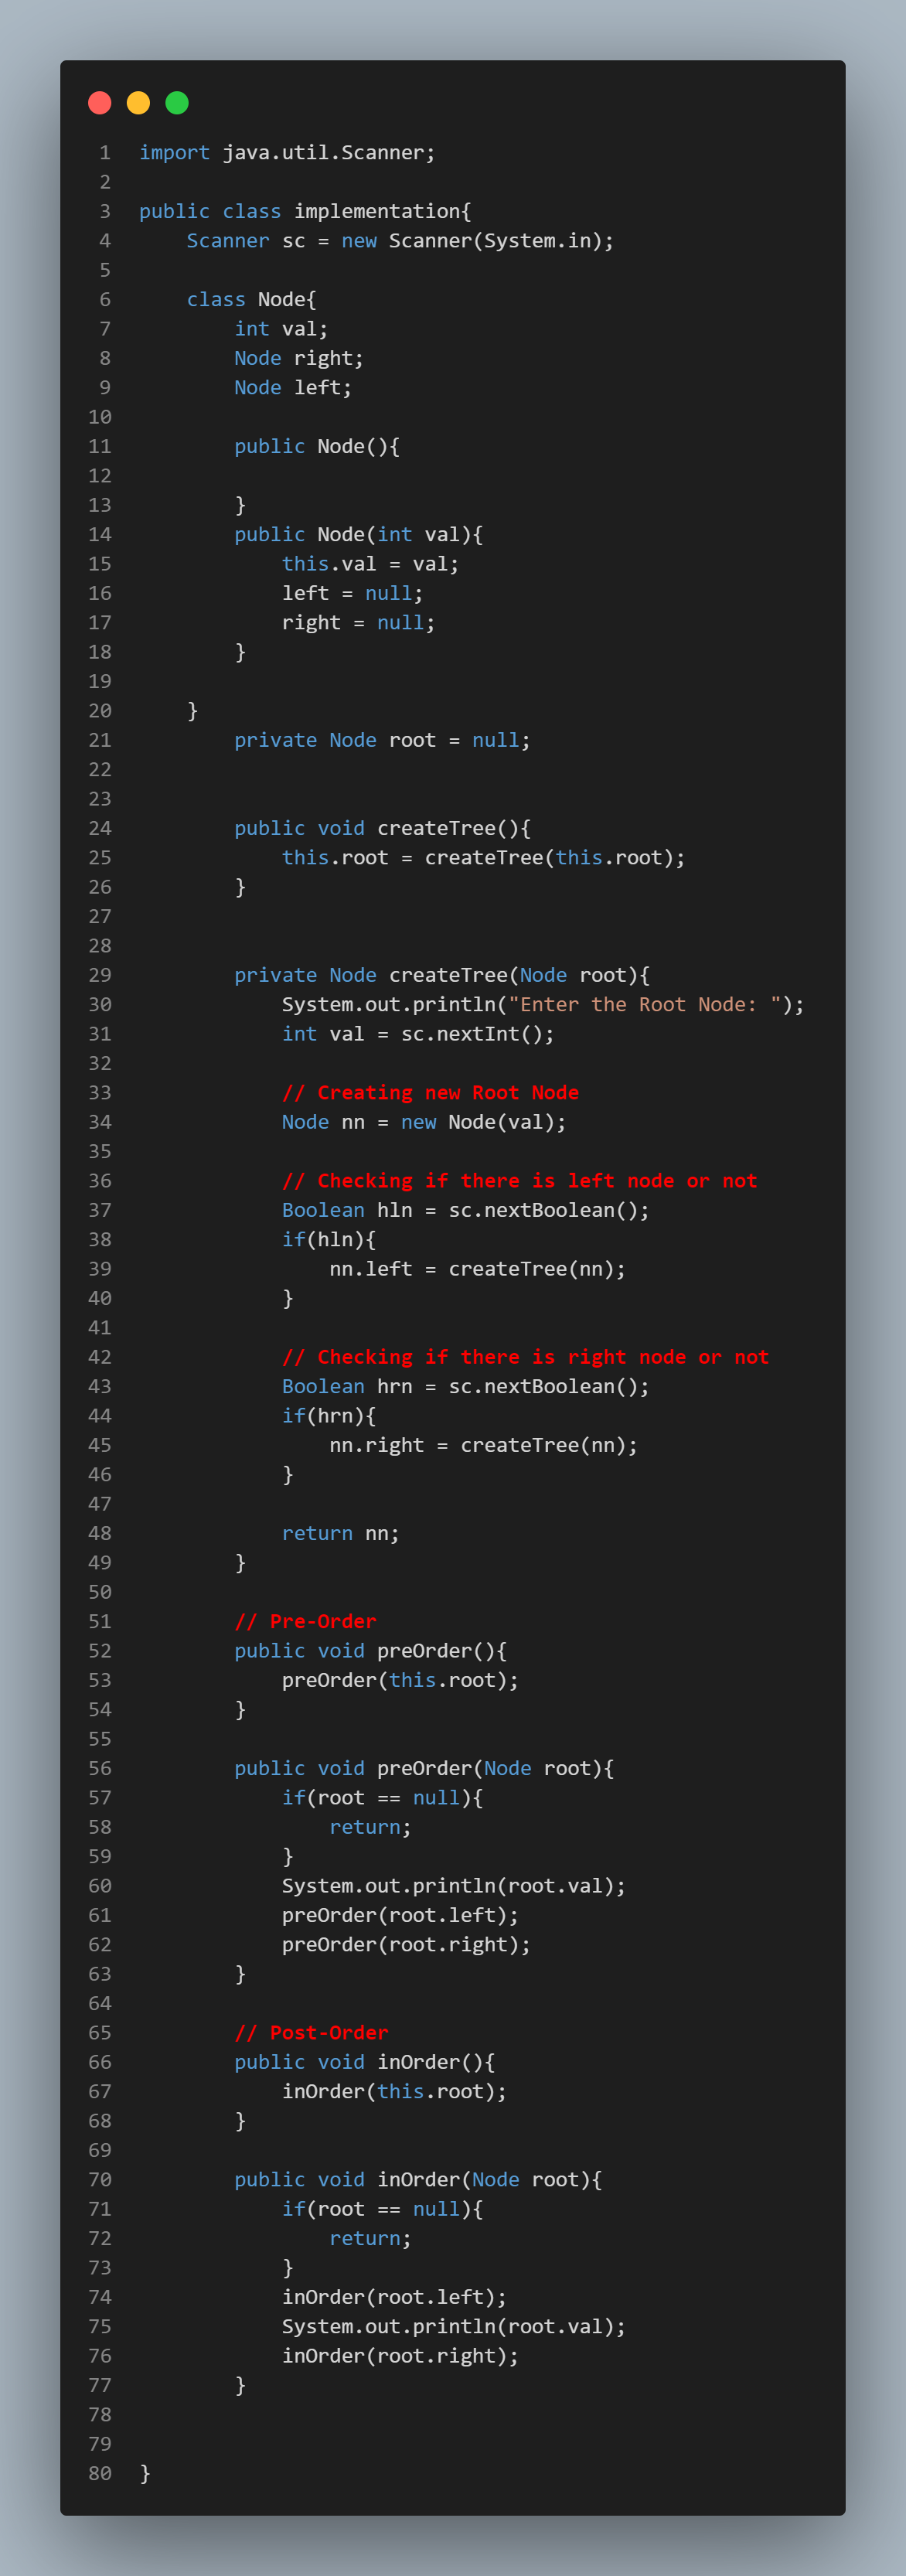 1 import java.util.Scanner;
2
3 public class implementation{
4     Scanner sc = new Scanner(System.in);
5
6     class Node{
7         int val;
8         Node right;
9         Node left;
10
11         public Node(){
12
13         }
14         public Node(int val){
15             this.val = val;
16             left = null;
17             right = null;
18         }
19
20     }
21         private Node root = null;
22
23
24         public void createTree(){
25             this.root = createTree(this.root);
26         }
27
28
29         private Node createTree(Node root){
30             System.out.println("Enter the Root Node: ");
31             int val = sc.nextInt();
32
33             // Creating new Root Node
34             Node nn = new Node(val);
35
36             // Checking if there is left node or not
37             Boolean hln = sc.nextBoolean();
38             if(hln){
39                 nn.left = createTree(nn);
40             }
41
42             // Checking if there is right node or not
43             Boolean hrn = sc.nextBoolean();
44             if(hrn){
45                 nn.right = createTree(nn);
46             }
47
48             return nn;
49         }
50
51         // Pre-Order
52         public void preOrder(){
53             preOrder(this.root);
54         }
55
56         public void preOrder(Node root){
57             if(root == null){
58                 return;
59             }
60             System.out.println(root.val);
61             preOrder(root.left);
62             preOrder(root.right);
63         }
64
65         // Post-Order
66         public void inOrder(){
67             inOrder(this.root);
68         }
69
70         public void inOrder(Node root){
71             if(root == null){
72                 return;
73             }
74             inOrder(root.left);
75             System.out.println(root.val);
76             inOrder(root.right);
77         }
78
79
80 }